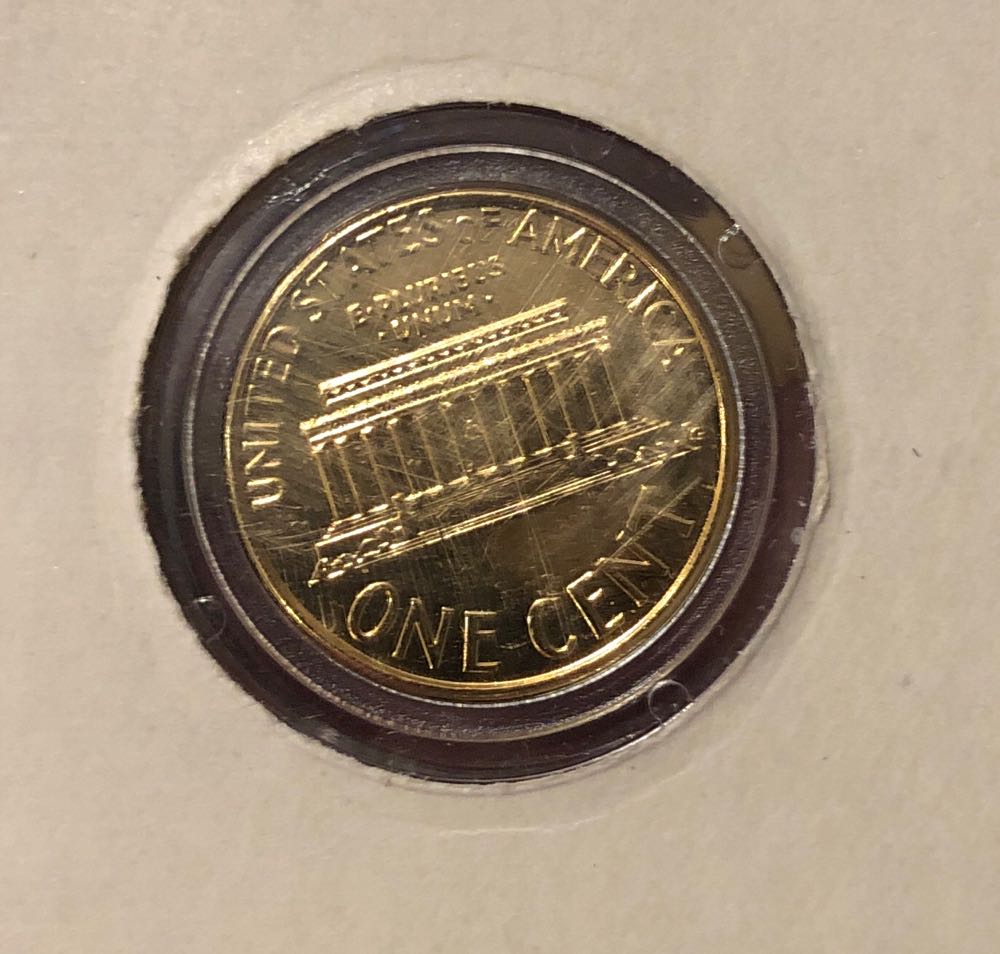 UNITED STATES OF AMERICA
E·PLURIBUS
·UNUM·
ONE CENT